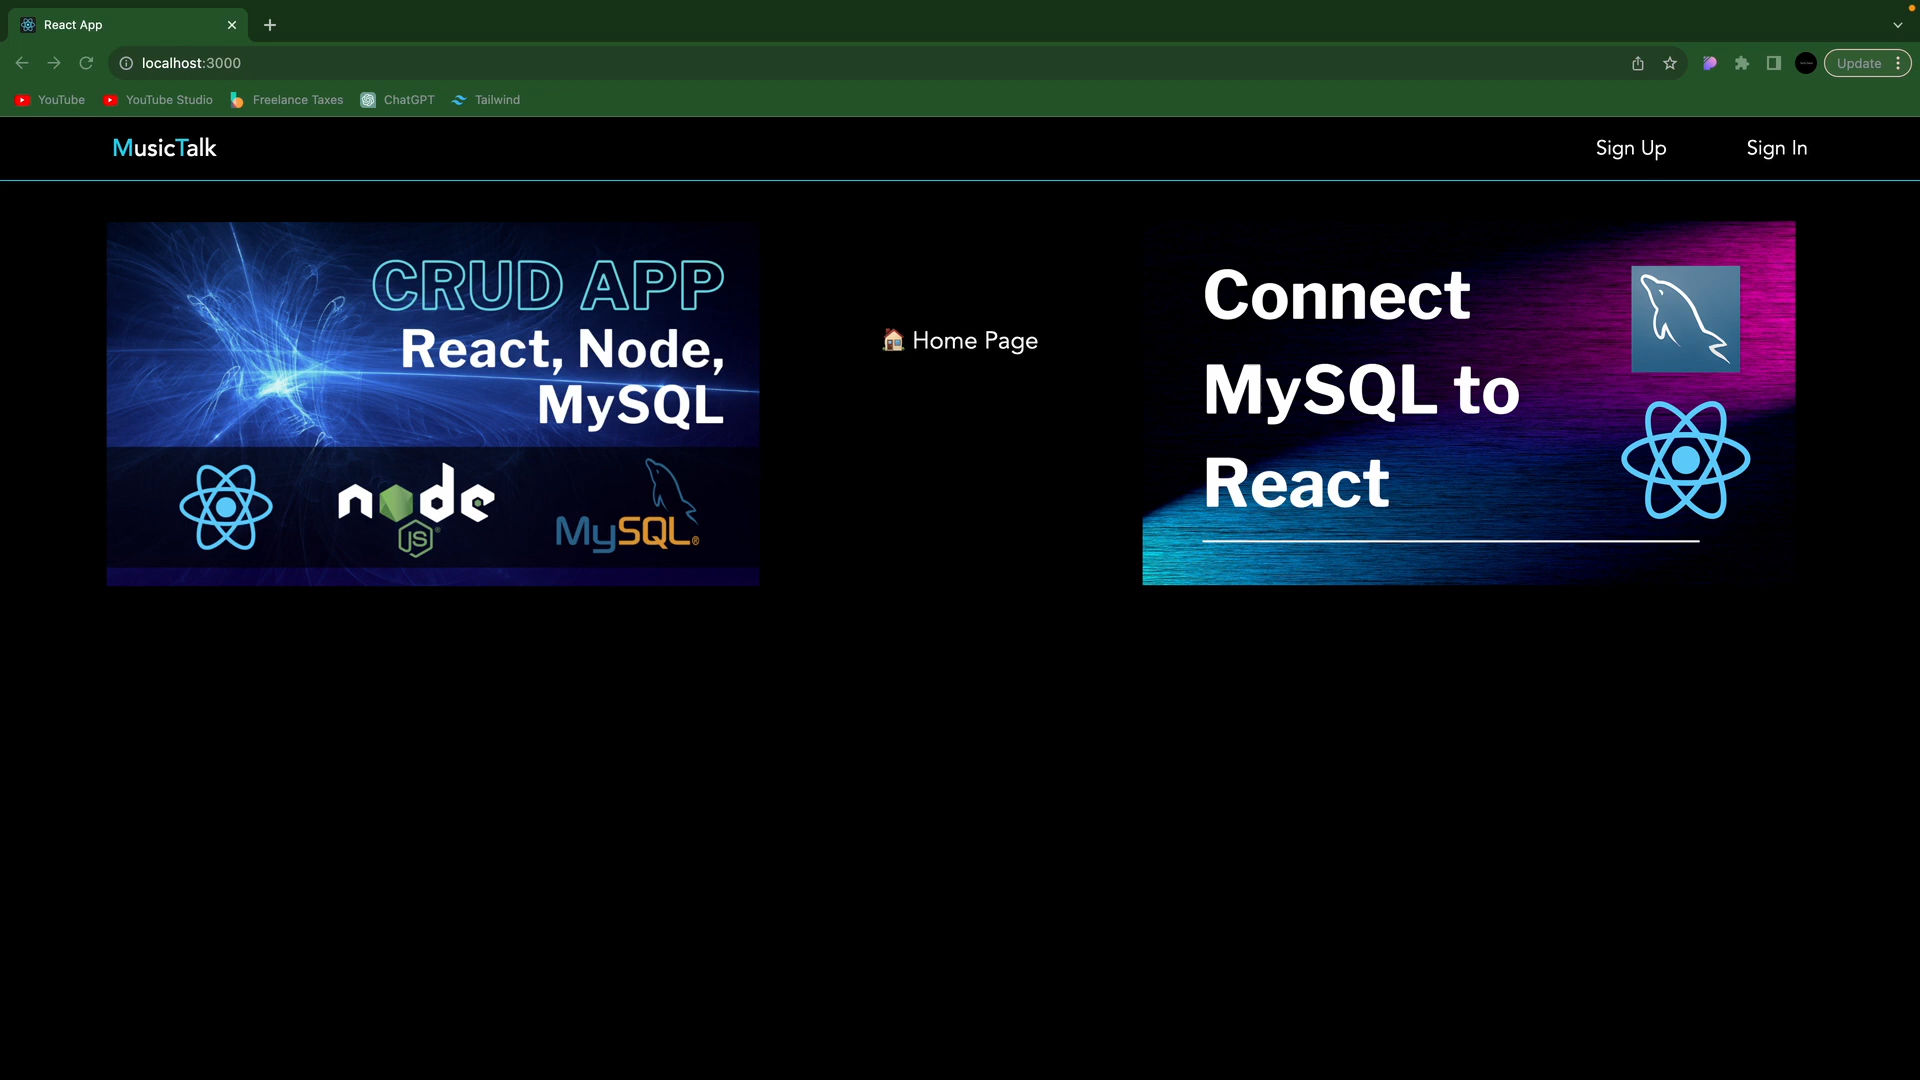 React App
localhost:3000
Update
YouTube
YouTube Studio
Freelance Taxes
ChatGPT
Tailwind
MusicTalk
Sign Up
Sign In
CRUD APP
React, Node,
MySQL
node
JS
MySQL®
🏠 Home Page
Connect
MySQL to
React